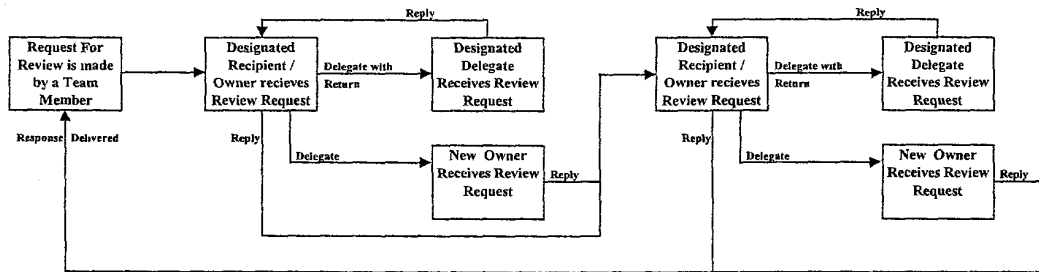 Reply
Request For
Review is made
by a Team
Member
Designated
Recipient /
Owner recieves
Review Request
Delegate with
Return
Designated
Delegate
Receives Review
Request
Response Delivered
Reply
Delegate
New Owner
Receives Review
Request
Reply
Reply
Designated
Recipient /
Owner recieves
Review Request
Delegate with
Return
Designated
Delegate
Receives Review
Request
Reply
Delegate
New Owner
Receives Review
Request
Reply